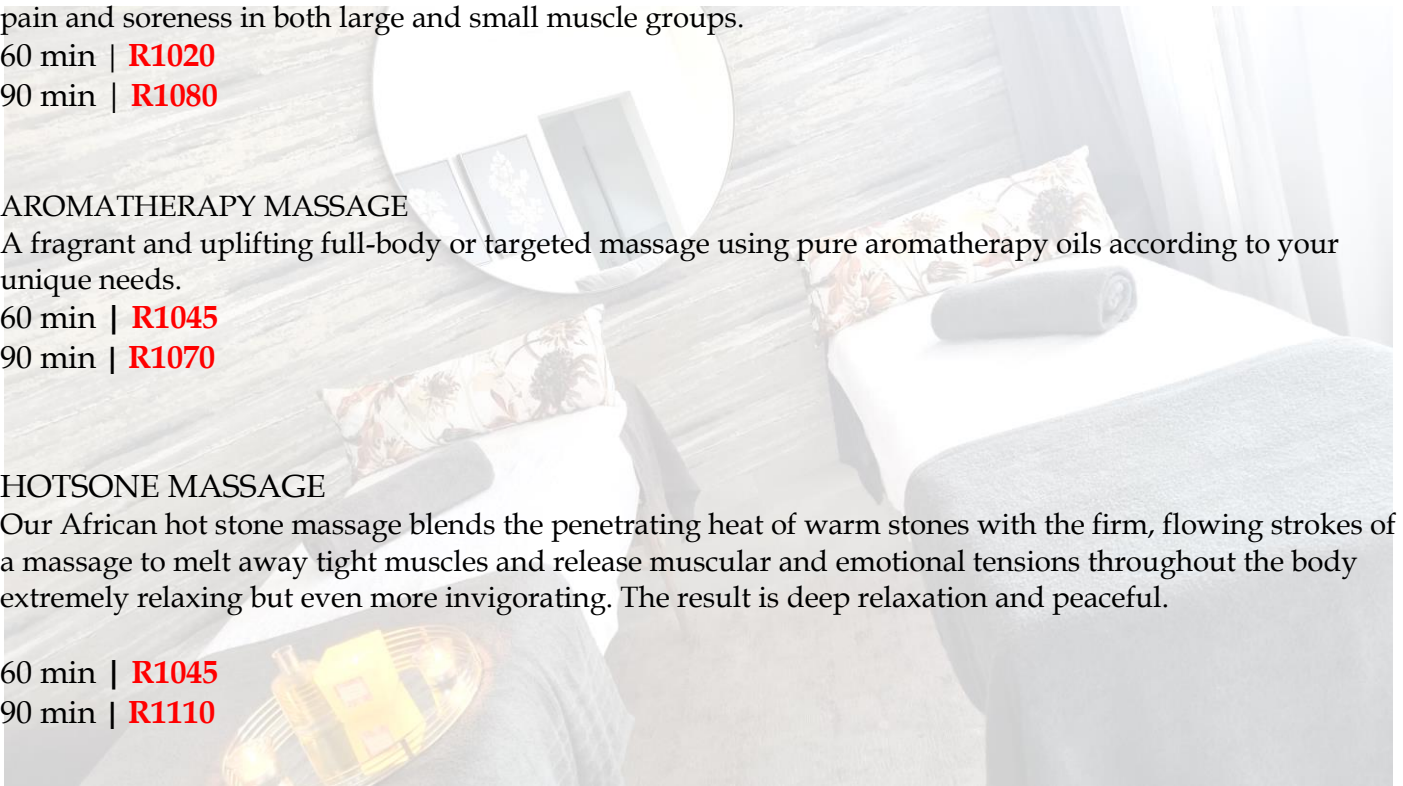 pain and soreness in both large and small muscle groups.
60 min | R1020
90 min | R1080
AROMATHERAPY MASSAGE
A fragrant and uplifting full-body or targeted massage using pure aromatherapy oils according to your
unique needs.
60 min | R1045
90 min | R1070
HOTSONE MASSAGE
Our African hot stone massage blends the penetrating heat of warm stones with the firm, flowing strokes of
a massage to melt away tight muscles and release muscular and emotional tensions throughout the body
extremely relaxing but even more invigorating. The result is deep relaxation and peaceful.
60 min | R1045
90 min | R1110